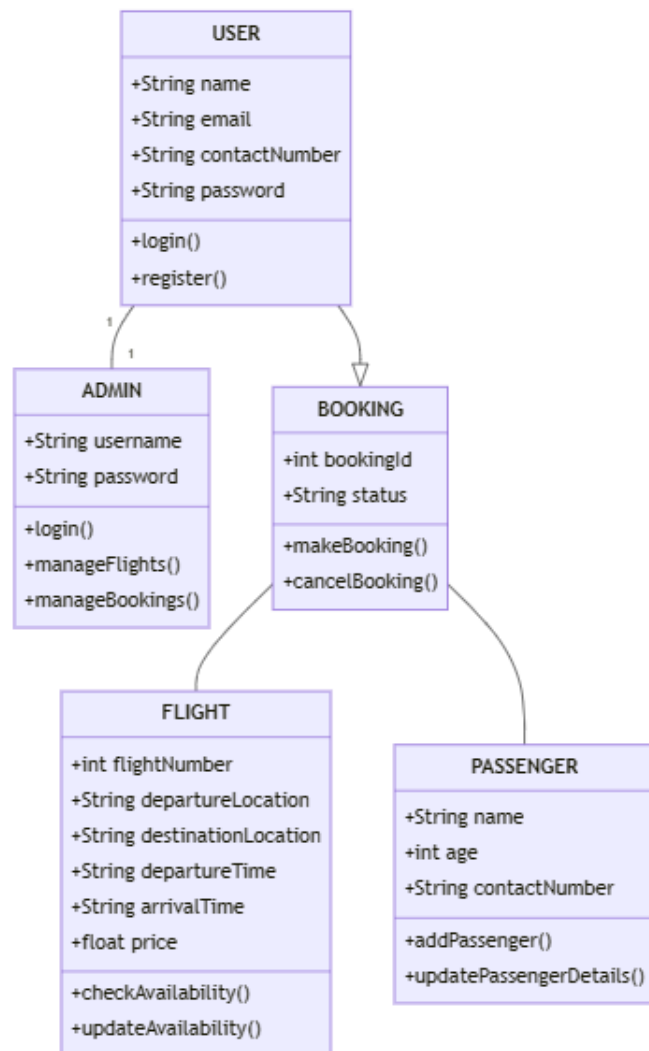 USER
+String name
+String email
+String contactNumber
+String password
+login()
+register()
1
1
ADMIN
+String username
+String password
+login()
+manageFlights()
+manageBookings()
BOOKING
+int bookingId
+String status
+makeBooking()
+cancelBooking()
FLIGHT
+int flightNumber
+String departureLocation
+String destinationLocation
+String departureTime
+String arrivalTime
+float price
+checkAvailability()
+updateAvailability()
PASSENGER
+String name
+int age
+String contactNumber
+addPassenger()
+updatePassengerDetails()